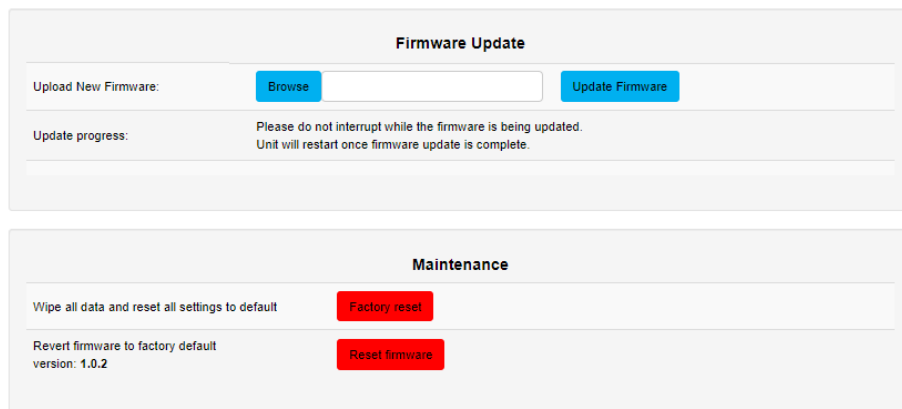 Firmware Update
Upload New Firmware:
Browse
Update Firmware
Update progress:
Please do not interrupt while the firmware is being updated.
Unit will restart once firmware update is complete.
Maintenance
Wipe all data and reset all settings to default
Factory reset
Revert firmware to factory default
version: 1.0.2
Reset firmware